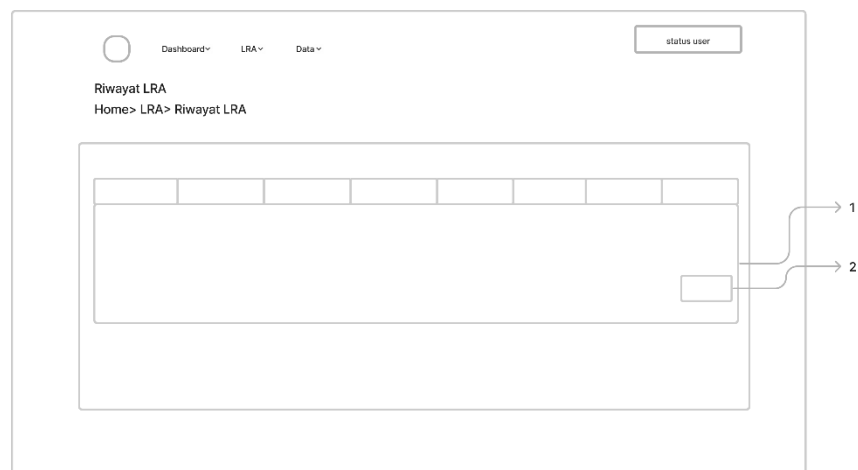 Dashboard LRA Data status user
Riwayat LRA
Home> LRA> Riwayat LRA
1
2